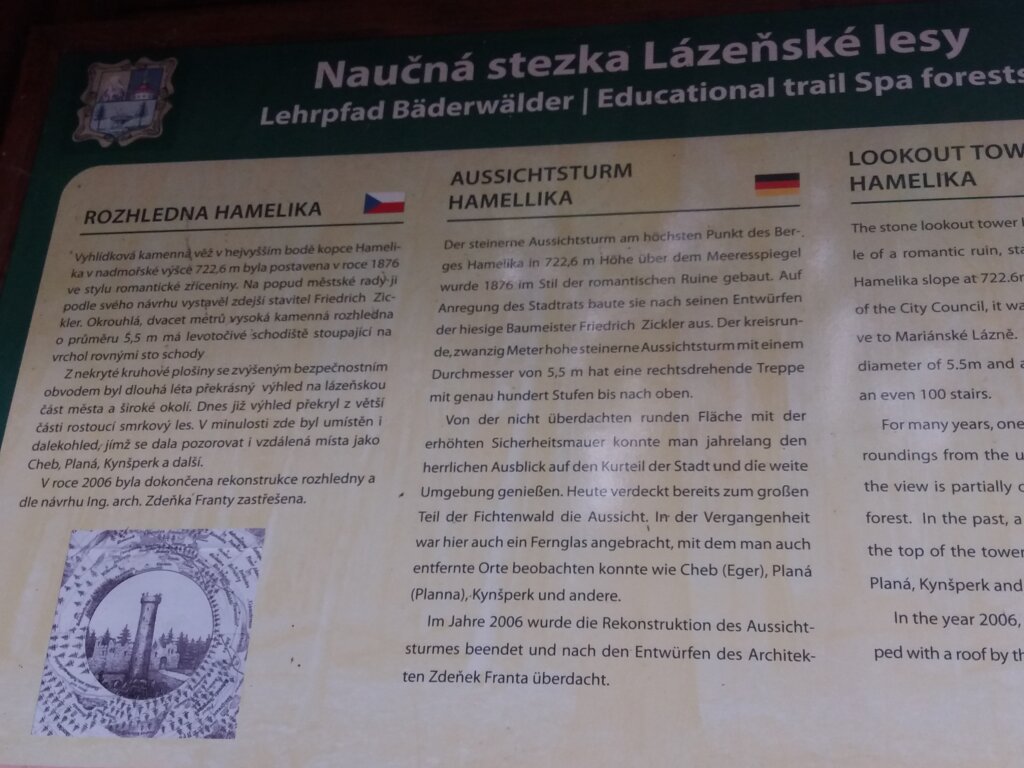 Naučná stezka Lázeňské lesy
Lehrpfad Bäderwälder | Educational trail Spa forests
ROZHLEDNA HAMELIKA
Vyhlídková kamenná věž v nejvyšším bodě kopce Hameli-
ka v nadmořské výšce 722,6 m byla postavena v roce 1876
ve stylu romantické zříceniny. Na popud městské rady ji
podle svého návrhu vystavěl zdejší stavitel Friedrich Zic-
kler. Okrouhlá, dvacet metrů vysoká kamenná rozhledna
o průměru 5,5 m má levotočivé schodiště stoupající na
vrchol rovnými sto schody
Z nekryté kruhové plošiny se zvýšeným bezpečnostním
obvodem byl dlouhá léta překrásný výhled na lázeňskou
část města a široké okolí. Dnes již výhled překryl z větší
části rostoucí smrkový les. V minulosti zde byl umístěn i
dalekohled, jímž se dala pozorovat i vzdálená místa jako
Cheb, Planá, Kynšperk a další.
V roce 2006 byla dokončena rekonstrukce rozhledny a
dle návrhu Ing. arch. Zdeňka Franty zastřešena.
AUSSICHTSTURM
HAMELLIKA
Der steinerne Aussichtsturm am höchsten Punkt des Ber-
ges Hamelika in 722,6 m Höhe über dem Meeresspiegel
wurde 1876 im Stil der romantischen Ruine gebaut. Auf
Anregung des Stadtrats baute sie nach seinen Entwürfen
der hiesige Baumeister Friedrich Zickler aus. Der kreisrun-
de, zwanzig Meter hohe steinerne Aussichtsturm mit einem
Durchmesser von 5,5 m hat eine rechtsdrehende Treppe
mit genau hundert Stufen bis nach oben.
Von der nicht überdachten runden Fläche mit der
erhöhten Sicherheitsmauer konnte man jahrelang den
herrlichen Ausblick auf den Kurteil der Stadt und die weite
Umgebung genießen. Heute verdeckt bereits zum großen
Teil der Fichtenwald die Aussicht. In der Vergangenheit
war hier auch ein Fernglas angebracht, mit dem man auch
entfernte Orte beobachten konnte wie Cheb (Eger), Planá
(Planna), Kynšperk und andere.
Im Jahre 2006 wurde die Rekonstruktion des Aussicht-
sturmes beendet und nach den Entwürfen des Architek-
ten Zdeňek Franta überdacht.
LOOKOUT TOW
HAMELIKA
The stone lookout tower
le of a romantic ruin, sta
Hamelika slope at 722.6m
of the City Council, it wa
ve to Mariánské Lázně.
diameter of 5.5m and a
an even 100 stairs.
For many years, one
roundings from the u
the view is partially
forest. In the past, a
the top of the tower
Planá, Kynšperk and
In the year 2006,
ped with a roof by th